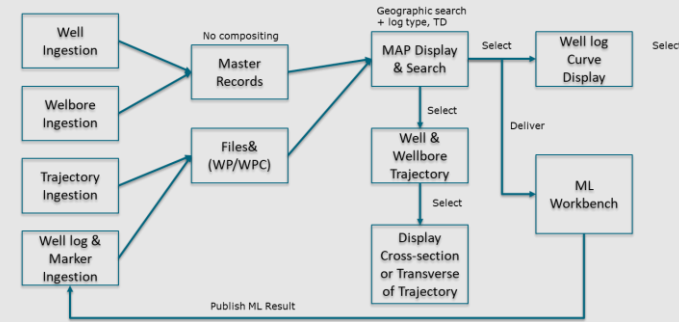 Geographic search
+ log type, TD
No compositing
Well
Ingestion
Master
Records
MAP Display
& Search
Select
Well log
Curve
Display
Select
Welbore
Ingestion
Select
Deliver
Files&
(WP/WPC)
Well &
Wellbore
Trajectory
Trajectory
Ingestion
ML
Workbench
Select
Well log &
Marker
Ingestion
Display
Cross-section
or Transverse
of Trajectory
Publish ML Result